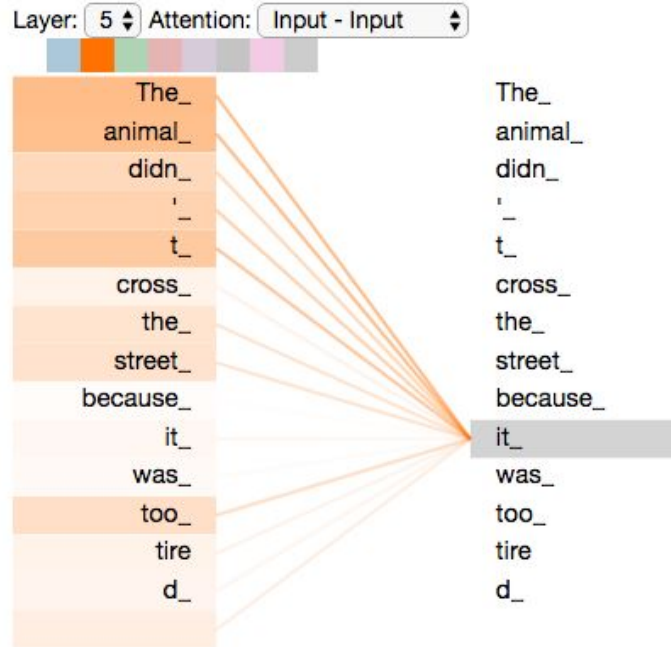 Layer: 5 Attention: Input - Input
The_ The_
animal_ animal_
didn_ didn_
'_ '_
t_ t_
cross_ cross_
the_ the_
street_ street_
because_ because_
it_ it_
was_ was_
too_ too_
tire tire
d_ d_